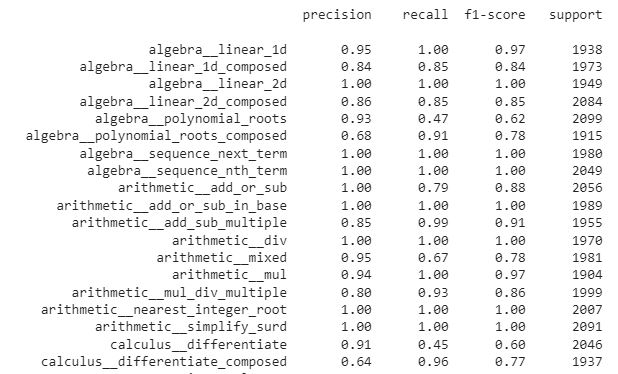 precision recall f1-score support
algebra__linear_1d 0.95 1.00 0.97 1938
algebra__linear_1d_composed 0.84 0.85 0.84 1973
algebra__linear_2d 1.00 1.00 1.00 1949
algebra__linear_2d_composed 0.86 0.85 0.85 2084
algebra__polynomial_roots 0.93 0.47 0.62 2099
algebra__polynomial_roots_composed 0.68 0.91 0.78 1915
algebra__sequence_next_term 1.00 1.00 1.00 1980
algebra__sequence_nth_term 1.00 1.00 1.00 2049
arithmetic__add_or_sub 1.00 0.79 0.88 2056
arithmetic__add_or_sub_in_base 1.00 1.00 1.00 1989
arithmetic__add_sub_multiple 0.85 0.99 0.91 1955
arithmetic__div 1.00 1.00 1.00 1970
arithmetic__mixed 0.95 0.67 0.78 1981
arithmetic__mul 0.94 1.00 0.97 1904
arithmetic__mul_div_multiple 0.80 0.93 0.86 1999
arithmetic__nearest_integer_root 1.00 1.00 1.00 2007
arithmetic__simplify_surd 1.00 1.00 1.00 2091
calculus__differentiate 0.91 0.45 0.60 2046
calculus__differentiate_composed 0.64 0.96 0.77 1937